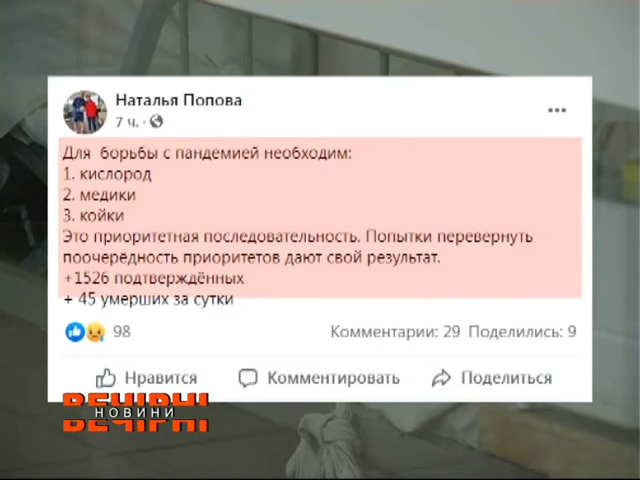 Наталья Попова
7 ч.
Для борьбы с пандемией необходим:
1. кислород
2. медики
3. койки
Это приоритетная последовательность. Попытки перевернуть
поочерёдность приоритетов дают свой результат.
+1526 подтверждённых
+ 45 умерших за сутки
98
Комментарии: 29 Поделились: 9
Нравится
Комментировать
Поделиться
ВЕЧІРНІ
НОВИНИ